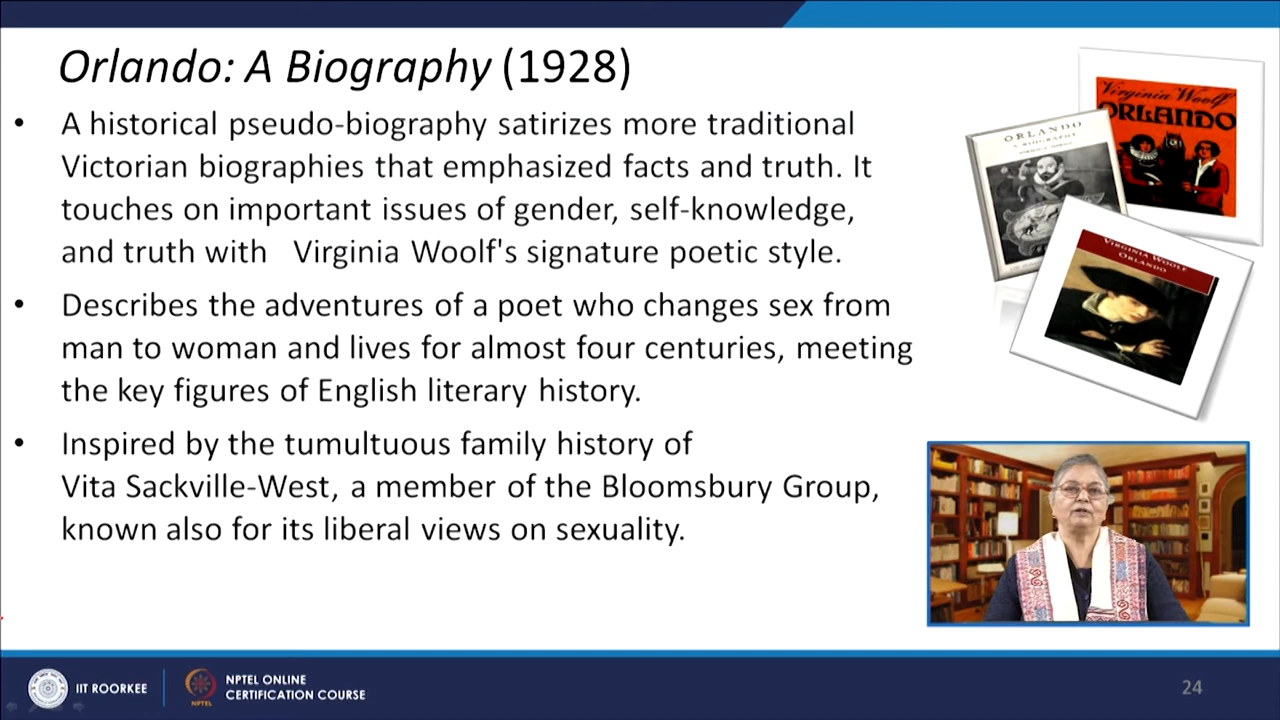 Orlando: A Biography (1928)
• A historical pseudo-biography satirizes more traditional
Victorian biographies that emphasized facts and truth. It
touches on important issues of gender, self-knowledge,
and truth with   Virginia Woolf's signature poetic style.
• Describes the adventures of a poet who changes sex from
man to woman and lives for almost four centuries, meeting
the key figures of English literary history.
• Inspired by the tumultuous family history of
Vita Sackville-West, a member of the Bloomsbury Group,
known also for its liberal views on sexuality.
Virginia Woolf
ORLANDO
ORLANDO
A BIOGRAPHY
VIRGINIA WOOLF
ORLANDO
IIT ROORKEE
NPTEL
NPTEL ONLINE
CERTIFICATION COURSE
24